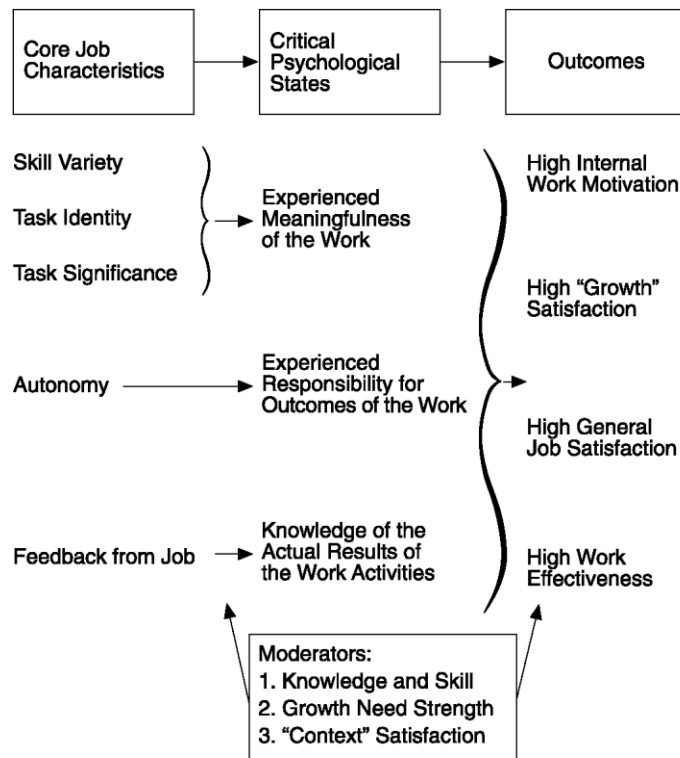 Core Job
Characteristics
Critical
Psychological
States
Outcomes
Skill Variety
Task Identity
Task Significance
Experienced
Meaningfulness
of the Work
Autonomy
Experienced
Responsibility for
Outcomes of the Work
Feedback from Job
Knowledge of the
Actual Results of
the Work Activities
High Internal
Work Motivation
High “Growth”
Satisfaction
High General
Job Satisfaction
High Work
Effectiveness
Moderators:
1. Knowledge and Skill
2. Growth Need Strength
3. “Context” Satisfaction